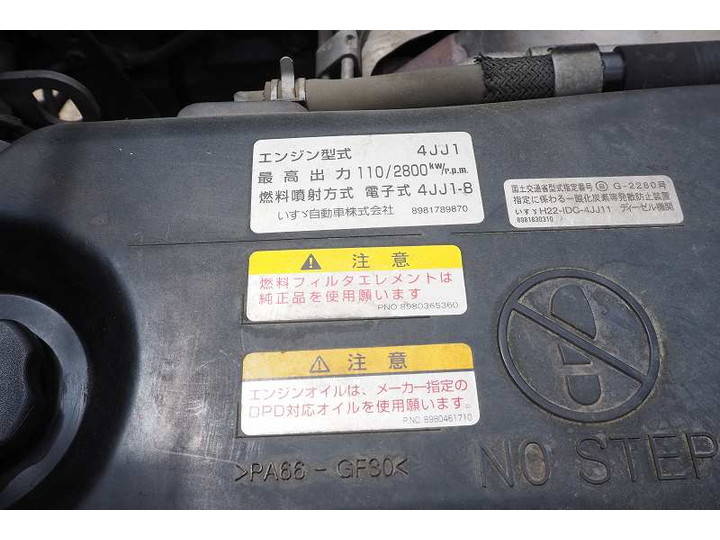 エンジン型式 4JJ1
最高出力 110/2800kW/r.p.m.
燃料噴射方式 電子式 4JJ1-B
いすゞ自動車株式会社 8981789870
国土交通省型式指定番号 G-2280号
指定に係わる一酸化炭素等発散防止装置
いすゞH22-IDC-4JJ11 ディーゼル機関
8981830310
注意
燃料フィルタエレメントは
純正品を使用願います
PNO.8980365360
注意
エンジンオイルは、メーカー指定の
DPD対応オイルを使用願います。
P.NO. 8980461710
>PA66-GF30<
NO STEP